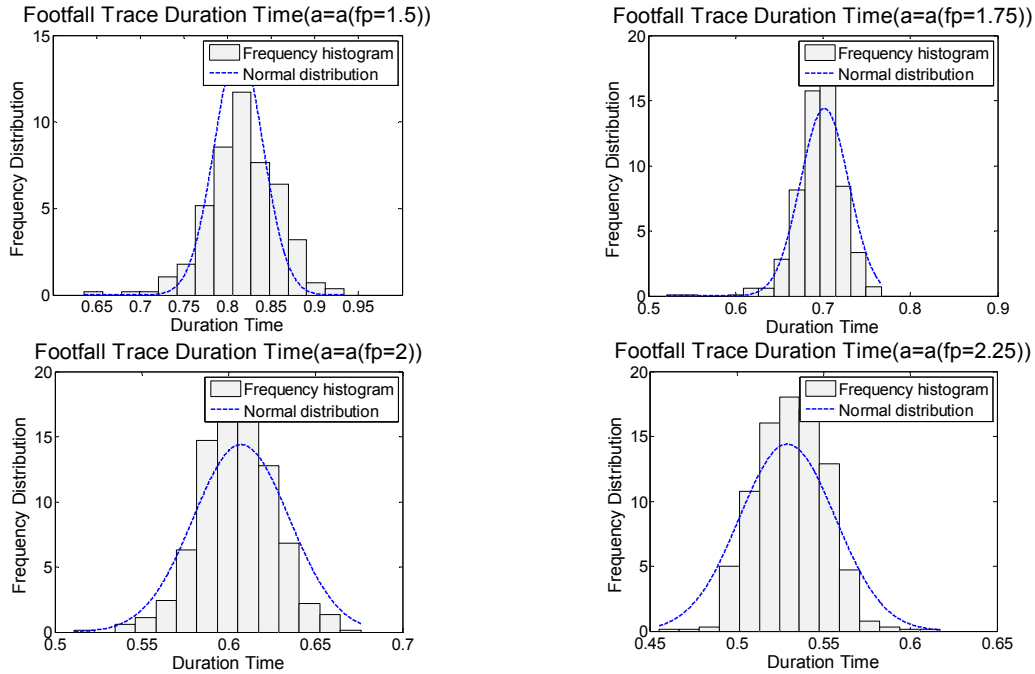 Footfall Trace Duration Time(a=a(fp=1.5))
15
10
5
0
Frequency Distribution
Frequency histogram
Normal distribution
0.65 0.7 0.75 0.8 0.85 0.9 0.95
Duration Time
Footfall Trace Duration Time(a=a(fp=1.75))
20
15
10
5
0
Frequency Distribution
Frequency histogram
Normal distribution
0.5 0.6 0.7 0.8 0.9
Duration Time
Footfall Trace Duration Time(a=a(fp=2))
20
15
10
5
0
Frequency Distribution
Frequency histogram
Normal distribution
0.5 0.55 0.6 0.65 0.7
Duration Time
Footfall Trace Duration Time(a=a(fp=2.25))
20
15
10
5
0
Frequency Distribution
Frequency histogram
Normal distribution
0.45 0.5 0.55 0.6 0.65
Duration Time